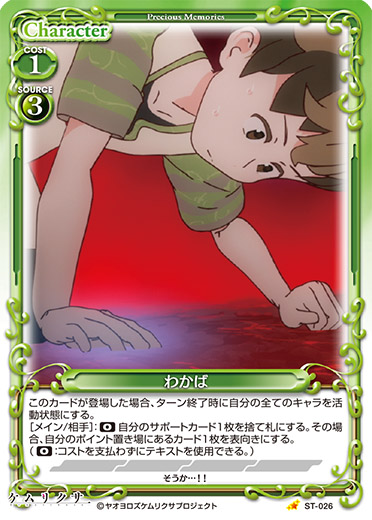 Precious Memories
Character
COST
1
SOURCE
3
わかば
このカードが登場した場合、ターン終了時に自分の全てのキャラを活
動状態にする。
[メイン/相手]:0自分のサポートカード1枚を捨て札にする。その場
合、自分のポイント置き場にあるカード1枚を表向きにする。
(0:コストを支払わずにテキストを使用できる。)
そうか…!!
ケムリクサ
©ヤオヨロズケムリクサプロジェクト
ST-026